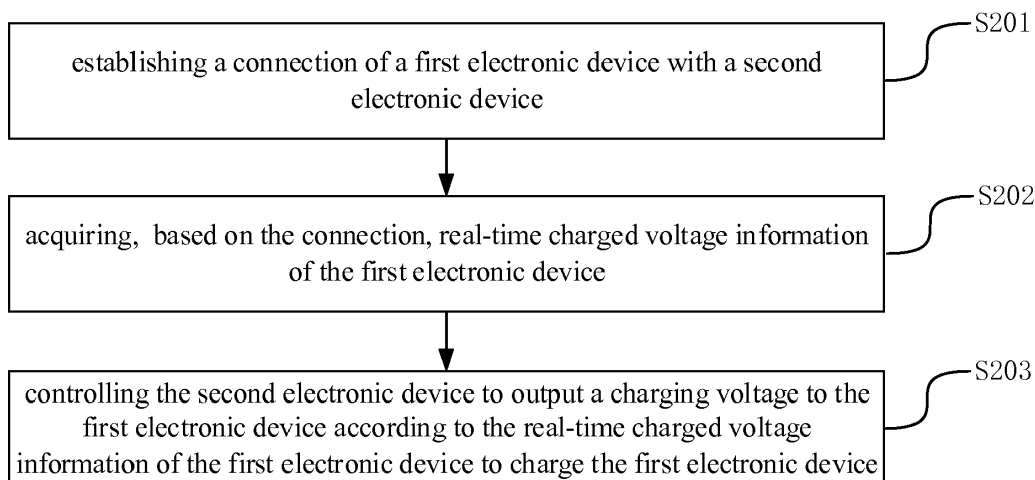 S201
establishing a connection of a first electronic device with a second
electronic device
S202
acquiring, based on the connection, real-time charged voltage information
of the first electronic device
S203
controlling the second electronic device to output a charging voltage to the
first electronic device according to the real-time charged voltage
information of the first electronic device to charge the first electronic device